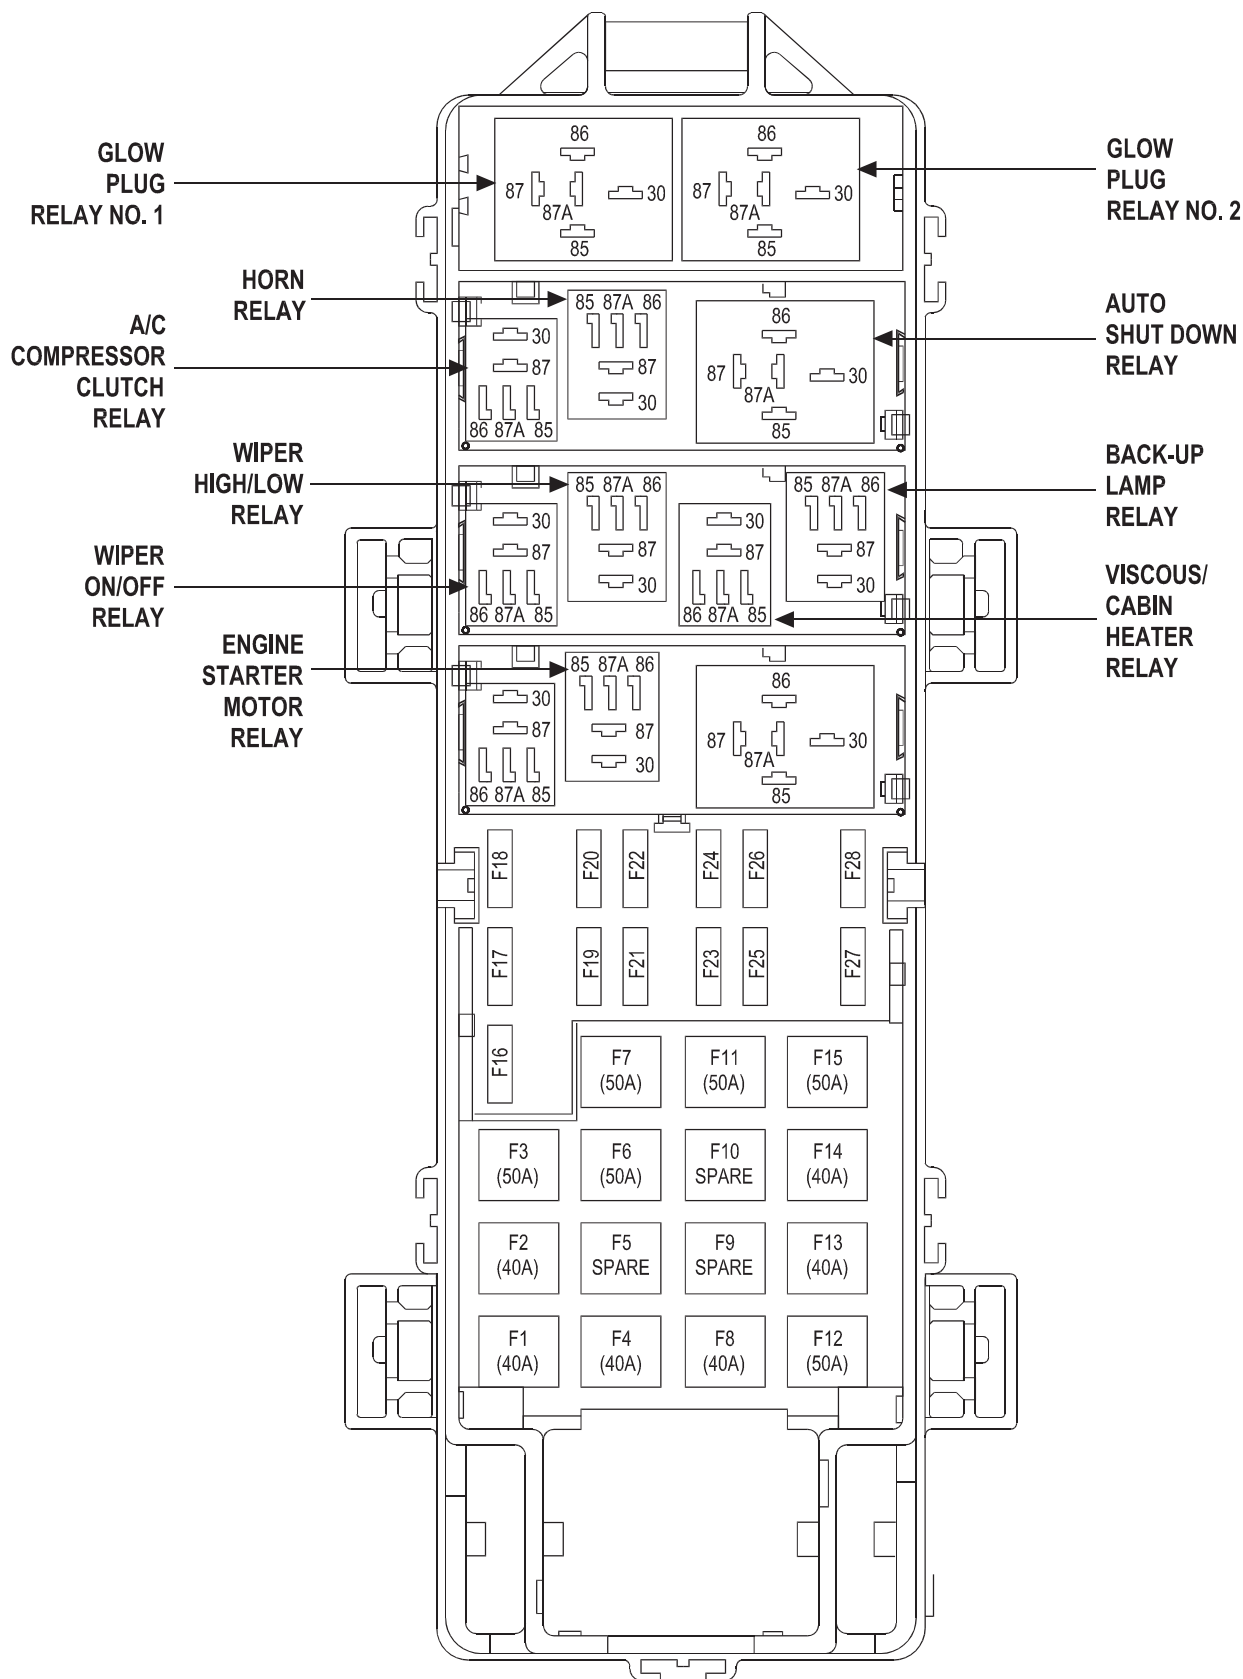 GLOW
PLUG
RELAY NO. 1
86
87
87A
30
85
86
87
87A
30
85
GLOW
PLUG
RELAY NO. 2
HORN
RELAY
A/C
COMPRESSOR
CLUTCH
RELAY
30
87
86 87A 85
85 87A 86
87
30
86
87
87A
30
85
AUTO
SHUT DOWN
RELAY
WIPER
HIGH/LOW
RELAY
WIPER
ON/OFF
RELAY
30
87
86 87A 85
85 87A 86
87
30
30
87
86 87A 85
85 87A 86
87
30
BACK-UP
LAMP
RELAY
VISCOUS/
CABIN
HEATER
RELAY
ENGINE
STARTER
MOTOR
RELAY
30
87
86 87A 85
85 87A 86
87
30
86
87
87A
30
85
F18
F20
F22
F24
F26
F28
F17
F19
F21
F23
F25
F27
F16
F7
(50A)
F11
(50A)
F15
(50A)
F3
(50A)
F6
(50A)
F10
SPARE
F14
(40A)
F2
(40A)
F5
SPARE
F9
SPARE
F13
(40A)
F1
(40A)
F4
(40A)
F8
(40A)
F12
(50A)